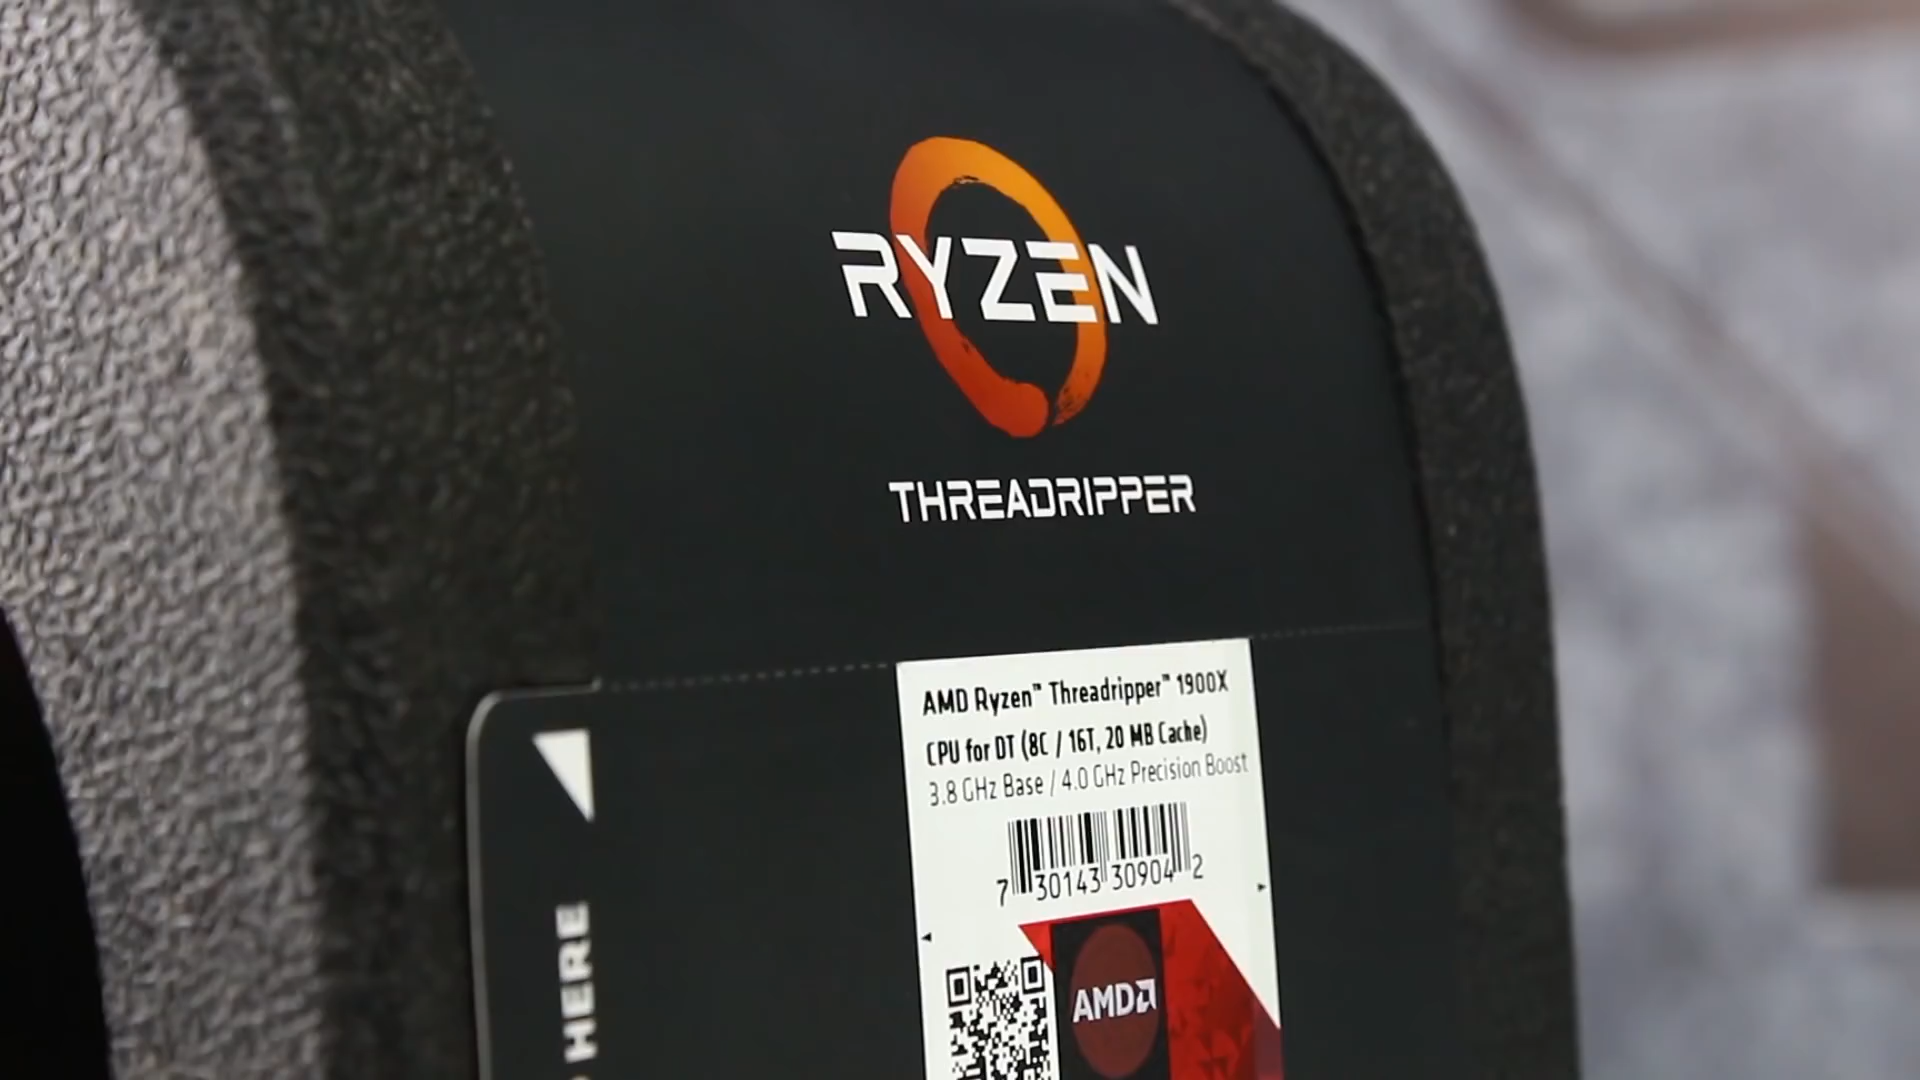 RYZEN
THREADRIPPER
AMD Ryzen™ Threadripper™ 1900X
CPU for DT (8C / 16T, 20 MB Cache)
3.8 GHz Base / 4.0 GHz Precision Boost
7 30143 30904 2
HERE
AMD